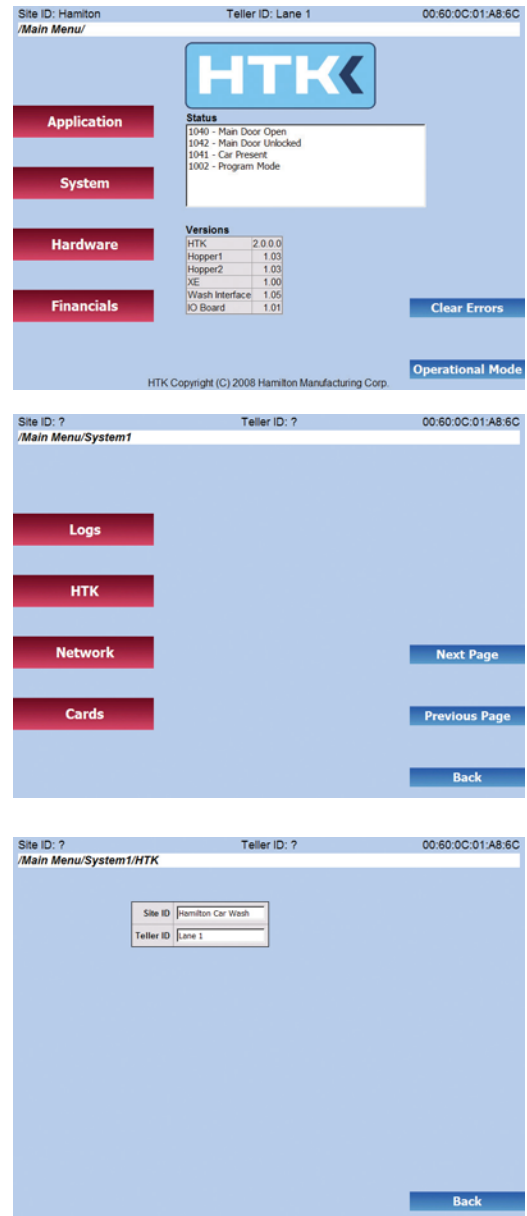 Site ID: Hamiton Teller ID: Lane 1 00:60:0C:01:A8:6C
/Main Menu/
HTK
Application
System
Hardware
Financials
Status
1040 - Main Door Open
1042 - Main Door Unlocked
1041 - Car Present
1002 - Program Mode
Versions
HTK 2.0.0.0
Hopper1 1.03
Hopper2 1.03
XE 1.00
Wash Interface 1.05
IO Board 1.01
Clear Errors
Operational Mode
HTK Copyright (C) 2008 Hamilton Manufacturing Corp.
Site ID: ? Teller ID: ? 00:60:0C:01:A8:6C
/Main Menu/System1
Logs
HTK
Network
Cards
Next Page
Previous Page
Back
Site ID: ? Teller ID: ? 00:60:0C:01:A8:6C
/Main Menu/System1/HTK
Site ID Hamilton Car Wash
Teller ID Lane 1
Back